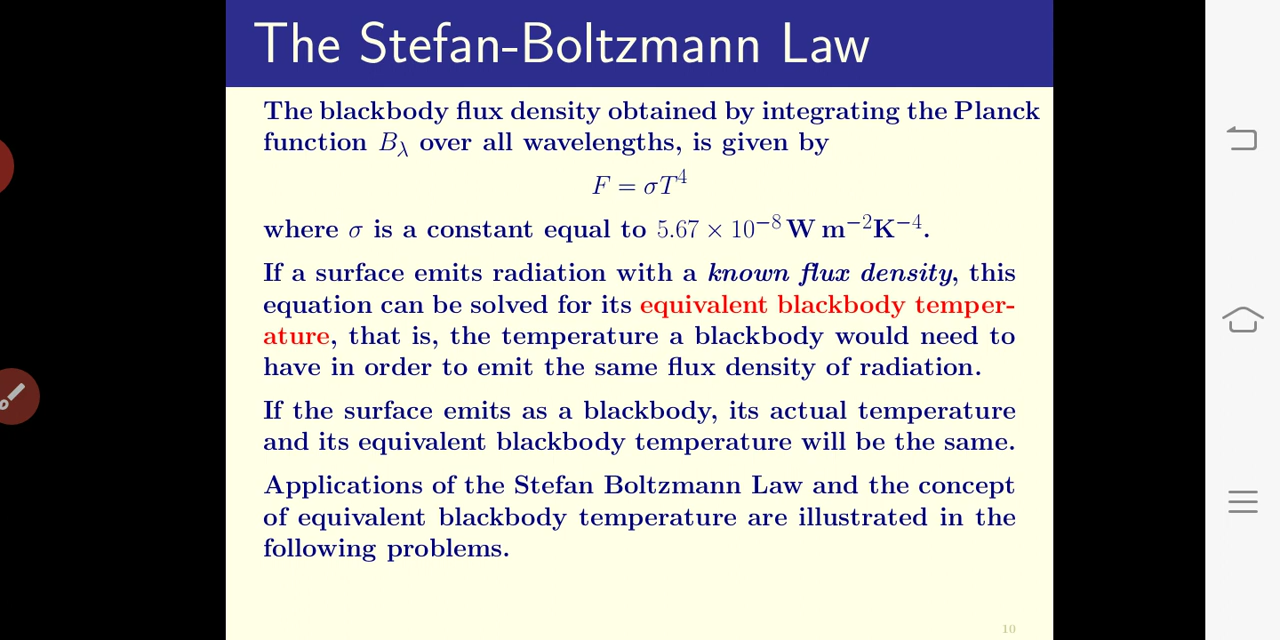 The Stefan-Boltzmann Law
The blackbody flux density obtained by integrating the Planck
function B_λ over all wavelengths, is given by
F = σT⁴
where σ is a constant equal to 5.67 × 10⁻⁸ W m⁻²K⁻⁴.
If a surface emits radiation with a known flux density, this
equation can be solved for its equivalent blackbody temper-
ature, that is, the temperature a blackbody would need to
have in order to emit the same flux density of radiation.
If the surface emits as a blackbody, its actual temperature
and its equivalent blackbody temperature will be the same.
Applications of the Stefan Boltzmann Law and the concept
of equivalent blackbody temperature are illustrated in the
following problems.
10